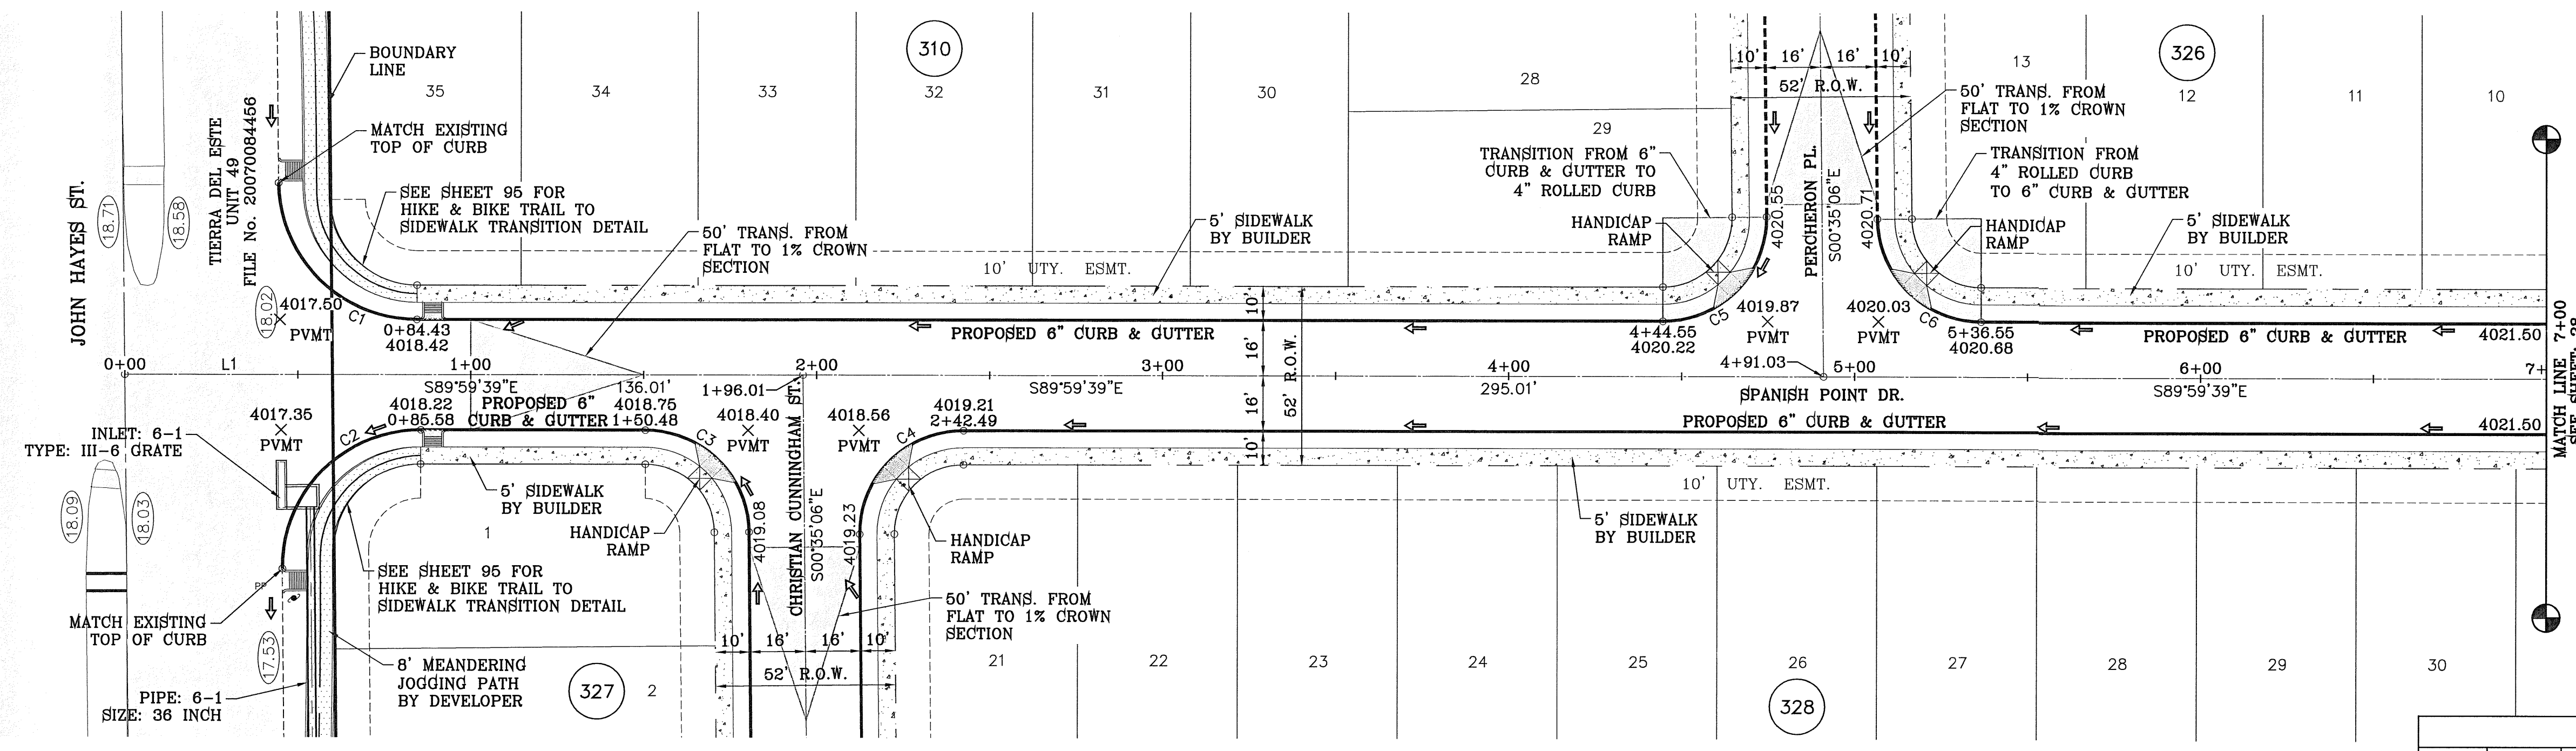 BOUNDARY
LINE
310
326
35
34
33
32
31
30
28
29
13
12
11
10
10'
16'
16'
10'
52' R.O.W.
50' TRANS. FROM
FLAT TO 1% CROWN
SECTION
MATCH EXISTING
TOP OF CURB
TIERRA DEL ESTE
UNIT 49
FILE No. 20070084456
JOHN HAYES ST.
18.71
18.58
SEE SHEET 95 FOR
HIKE & BIKE TRAIL TO
SIDEWALK TRANSITION DETAIL
50' TRANS. FROM
FLAT TO 1% CROWN
SECTION
5' SIDEWALK
BY BUILDER
10' UTY. ESMT.
TRANSITION FROM 6"
CURB & GUTTER TO
4" ROLLED CURB
HANDICAP
RAMP
4020.55
PERCHERON PL.
S00°35'06"E
4020.71
TRANSITION FROM
4" ROLLED CURB
TO 6" CURB & GUTTER
HANDICAP
RAMP
5' SIDEWALK
BY BUILDER
10' UTY. ESMT.
18.02
4017.50
PVMT
C1
0+84.43
4018.42
PROPOSED 6" CURB & GUTTER
10'
16'
52' R.O.W.
16'
10'
C5
4+44.55
4020.22
4019.87
PVMT
4020.03
PVMT
C6
5+36.55
4020.68
PROPOSED 6" CURB & GUTTER
4021.50
MATCH LINE 7+00
SEE SHEET 28
0+00
L1
1+00
S89°59'39"E
136.01'
1+96.01
2+00
3+00
S89°59'39"E
4+00
295.01'
4+91.03
5+00
SPANISH POINT DR.
6+00
S89°59'39"E
7+
4017.35
PVMT
C2
4018.22
0+85.58
PROPOSED 6"
CURB & GUTTER
4018.75
1+50.48
C3
4018.40
PVMT
4018.56
PVMT
C4
4019.21
2+42.49
PROPOSED 6" CURB & GUTTER
4021.50
INLET: 6-1
TYPE: III-6 GRATE
18.09
18.03
5' SIDEWALK
BY BUILDER
1
HANDICAP
RAMP
4019.08
CHRISTIAN CUNNINGHAM ST.
S00°35'06"E
4019.23
HANDICAP
RAMP
10' UTY. ESMT.
5' SIDEWALK
BY BUILDER
PP
SEE SHEET 95 FOR
HIKE & BIKE TRAIL TO
SIDEWALK TRANSITION DETAIL
50' TRANS. FROM
FLAT TO 1% CROWN
SECTION
MATCH EXISTING
TOP OF CURB
17.53
10'
16'
16'
10'
52' R.O.W.
8' MEANDERING
JOGGING PATH
BY DEVELOPER
327
2
21
22
23
24
25
26
27
28
29
30
328
PIPE: 6-1
SIZE: 36 INCH